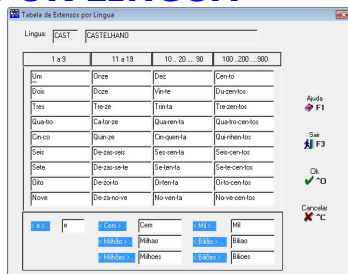 Tabela de Extensos por Língua
Língua: CAST CASTELHANO
1 a 9 11 a 19 10... 20 .... 90 100...200....900
Um Onze Dez Cen-to
Dois Doze Vin-te Du-zen-tos
Tres Tre-ze Trin-ta Tre-zen-tos
Qua-tro Ca-tor-ze Qua-ren-ta Qua-tro-cen-tos
Cin-co Quin-ze Cin-quen-ta Qui-nhen-tos
Seis De-zas-seis Ses-sen-ta Seis-cen-tos
Sete De-zas-se-te Se-ten-ta Se-te-cen-tos
Oito De-zoi-to Oi-ten-ta Oi-to-cen-tos
Nove De-za-no-ve No-ven-ta No-ve-cen-tos
< e > .. e < Cem > .. Cem < Mil > .. Mil
< Milhão > .. Milhao < Bilião > .. Biliao
< Milhões > .. Milhoes < Biliões > .. Bilioes
Ajuda
F1
Sair
F3
Ok
^O
Cancelar
^C